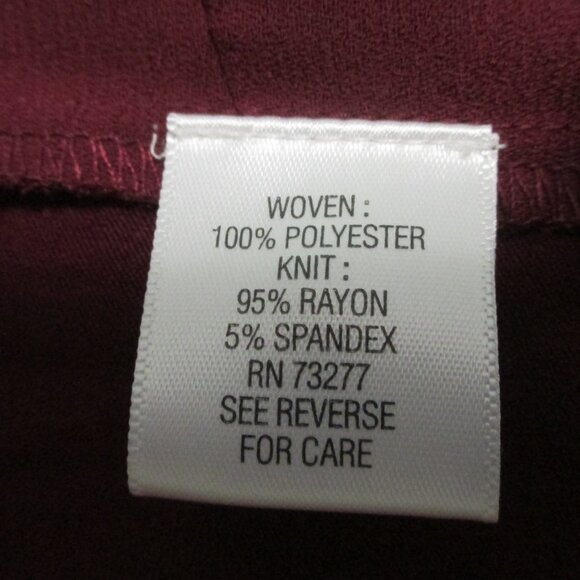 WOVEN :
100% POLYESTER
KNIT :
95% RAYON
5% SPANDEX
RN 73277
SEE REVERSE
FOR CARE